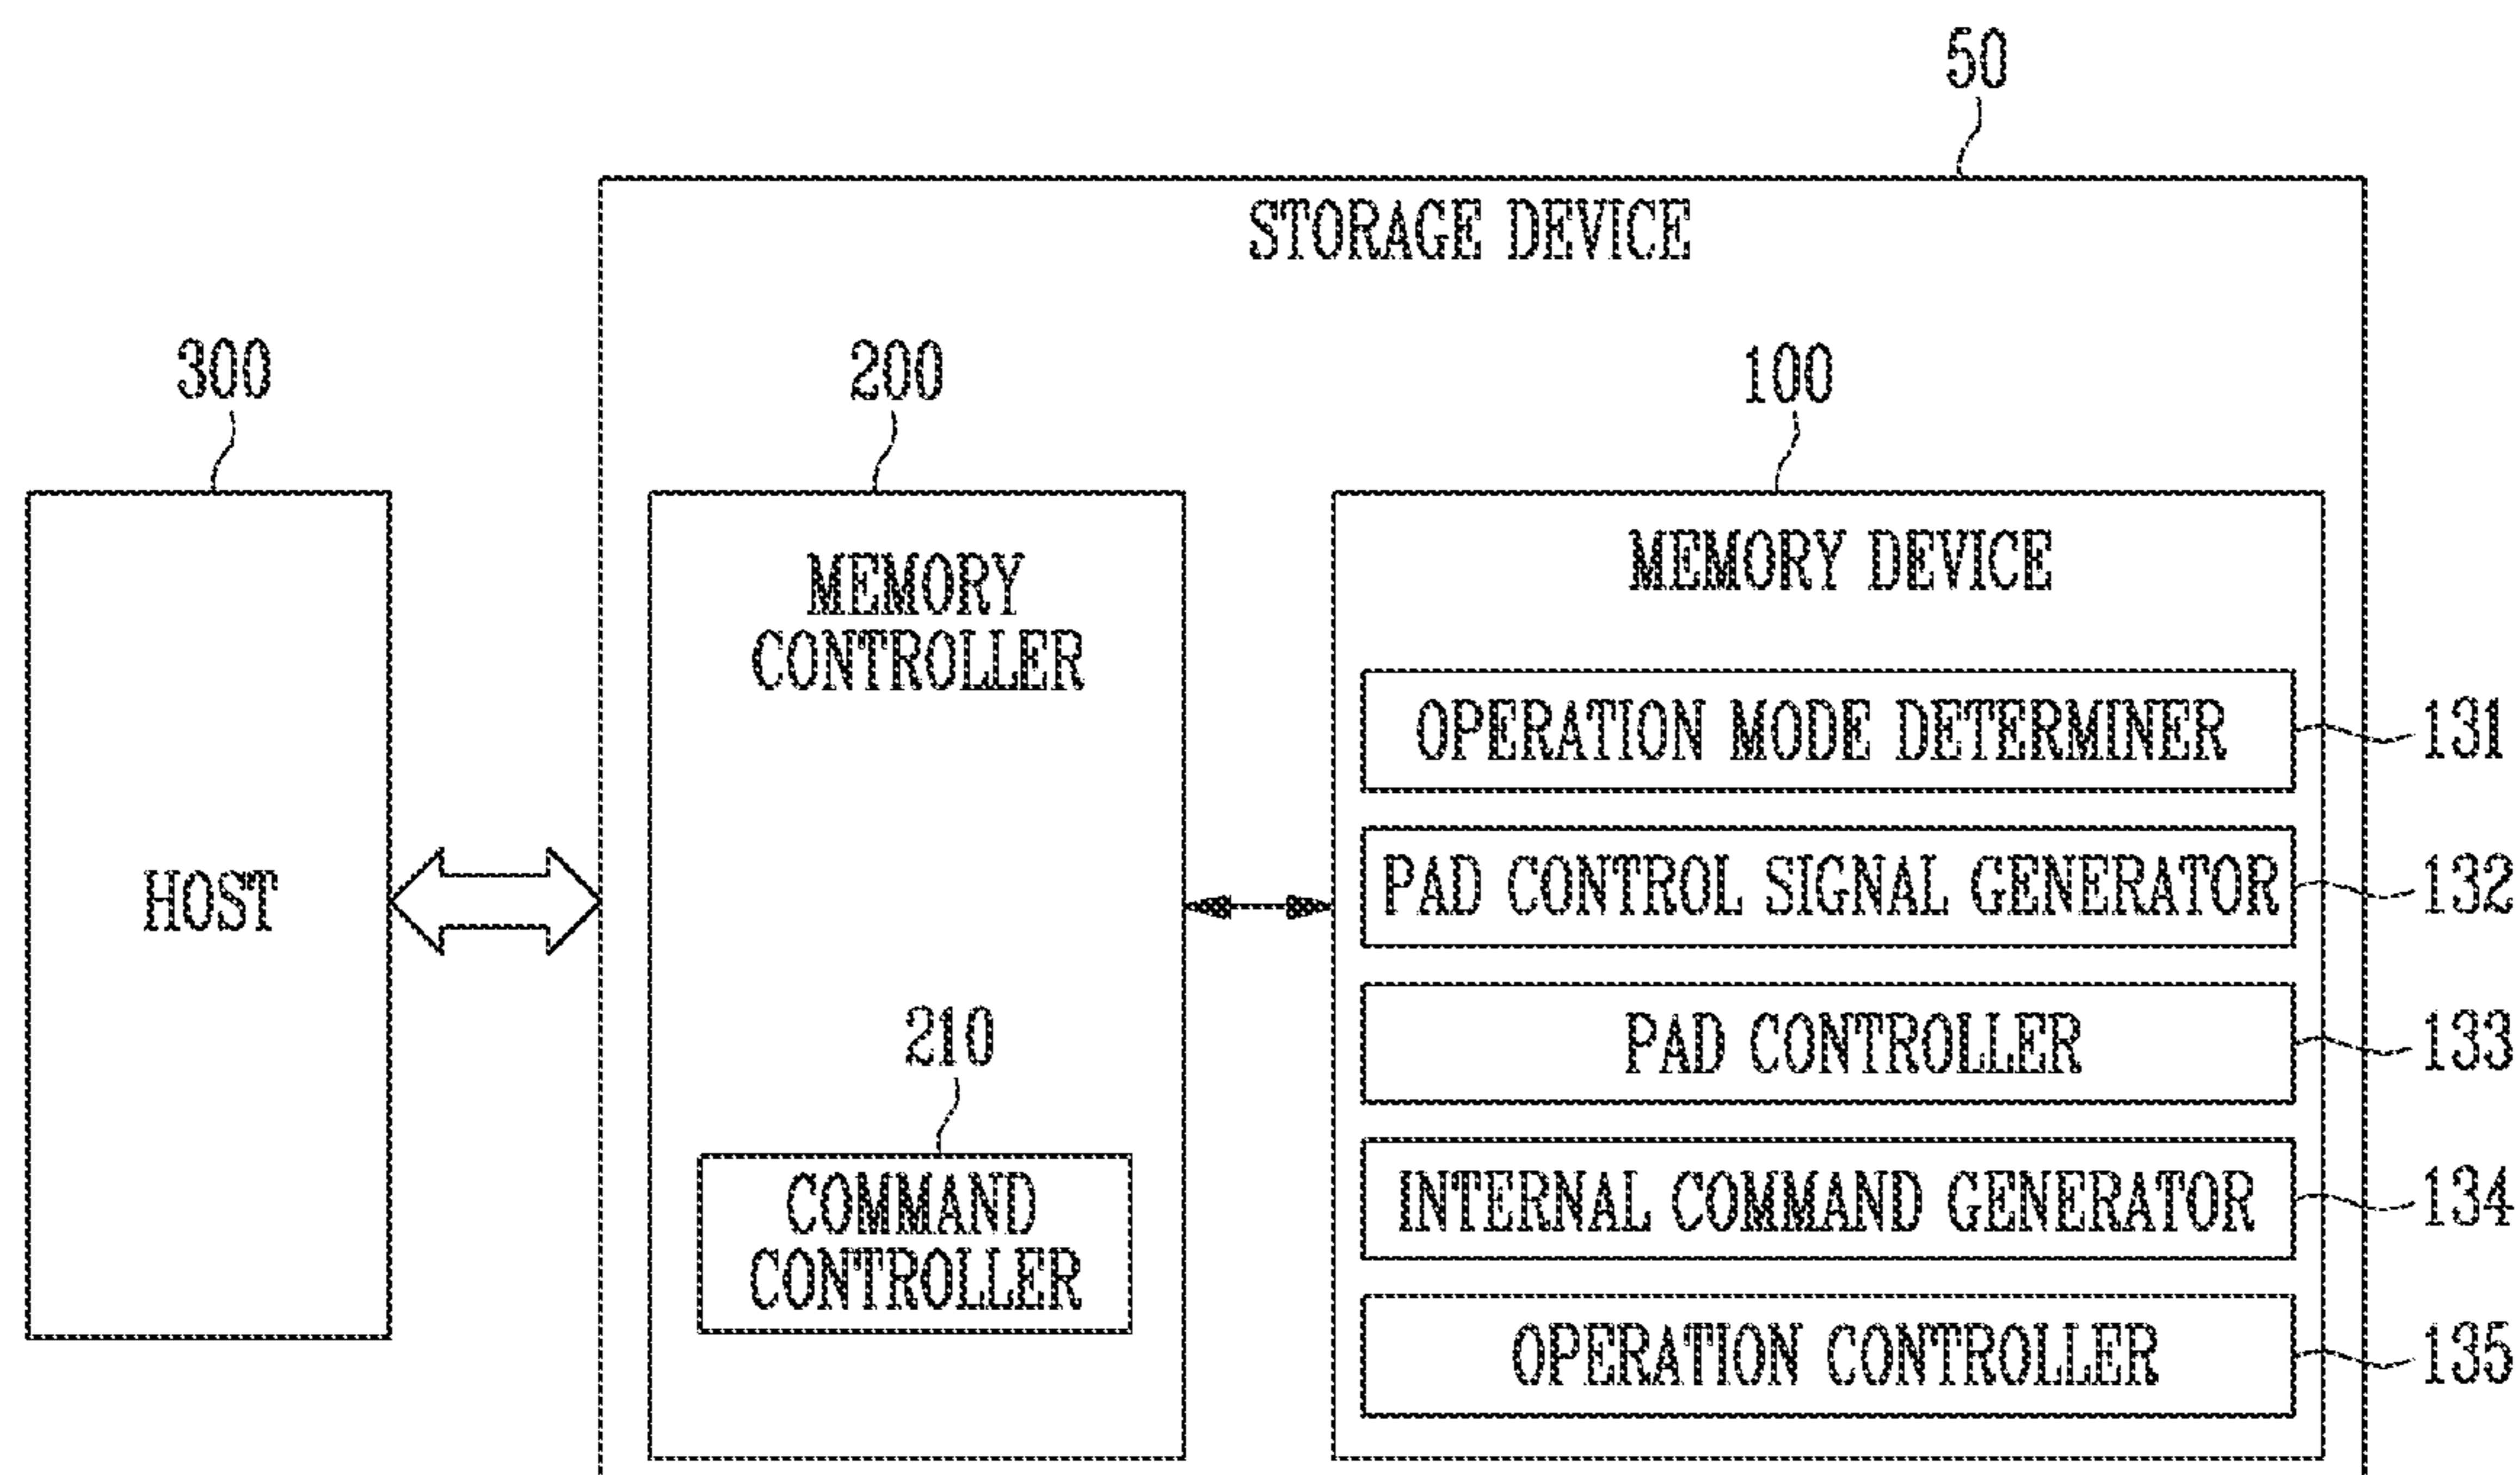 50
STORAGE DEVICE
300
200
100
MEMORY
CONTROLLER
MEMORY DEVICE
OPERATION MODE DETERMINER
131
PAD CONTROL SIGNAL GENERATOR
132
HOST
PAD CONTROLLER
133
210
COMMAND
CONTROLLER
INTERNAL COMMAND GENERATOR
134
OPERATION CONTROLLER
135